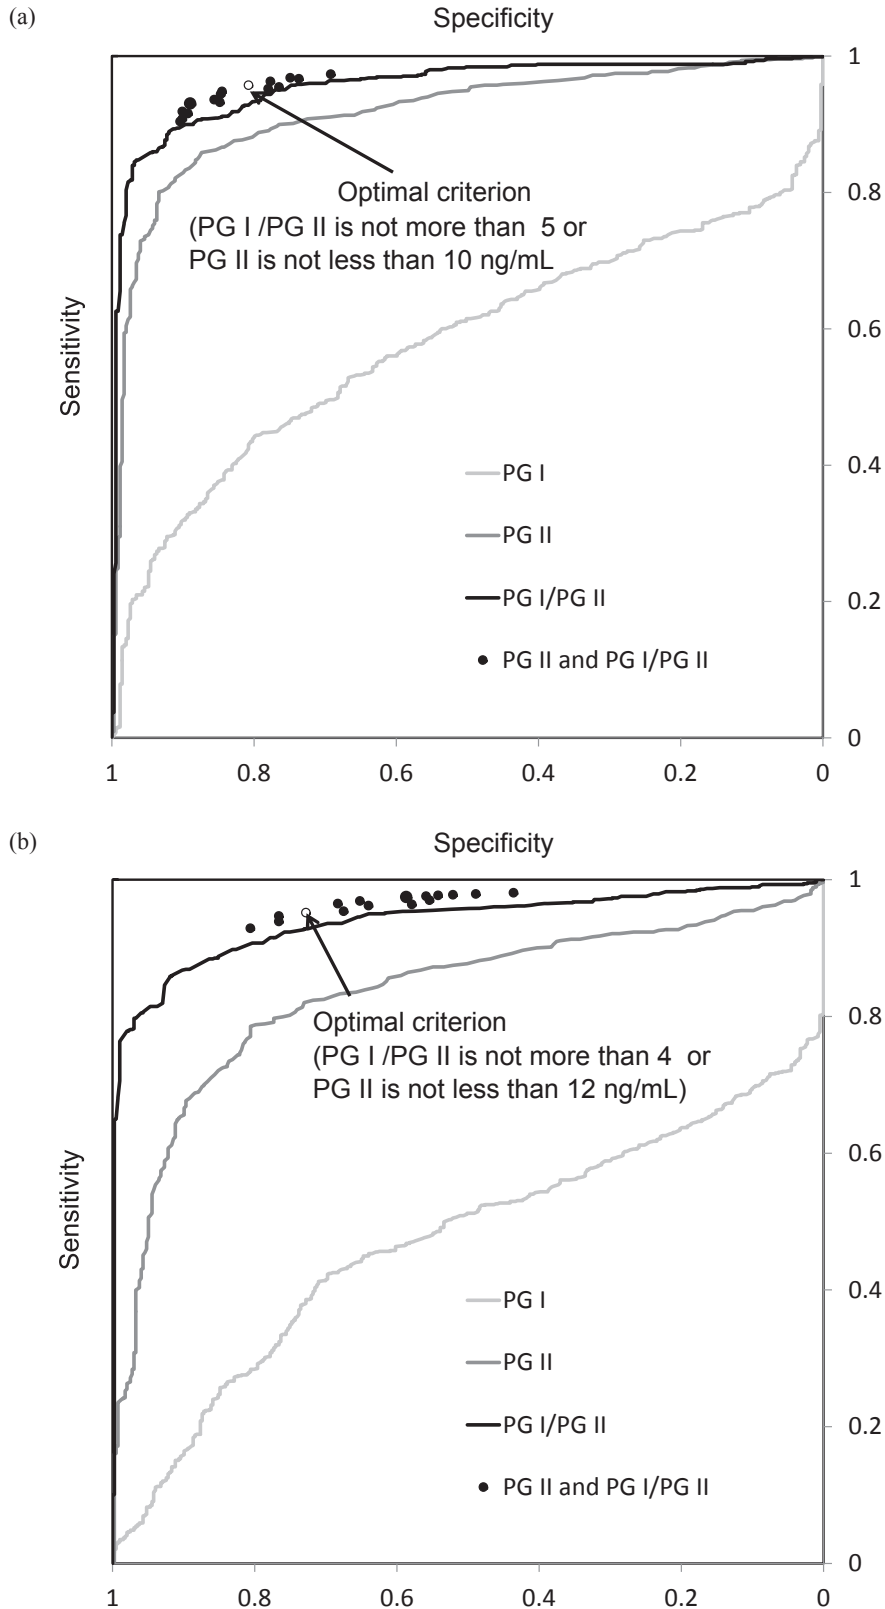 (a)
Specificity
1
Optimal criterion
(PG I /PG II is not more than 5 or
PG II is not less than 10 ng/mL
0.8
0.6
Sensitivity
PG I
0.4
PG II
PG I/PG II
0.2
PG II and PG I/PG II
0
1 0.8 0.6 0.4 0.2 0
(b)
Specificity
1
Optimal criterion
(PG I /PG II is not more than 4 or
PG II is not less than 12 ng/mL)
0.8
0.6
Sensitivity
PG I
0.4
PG II
PG I/PG II
0.2
PG II and PG I/PG II
0
1 0.8 0.6 0.4 0.2 0